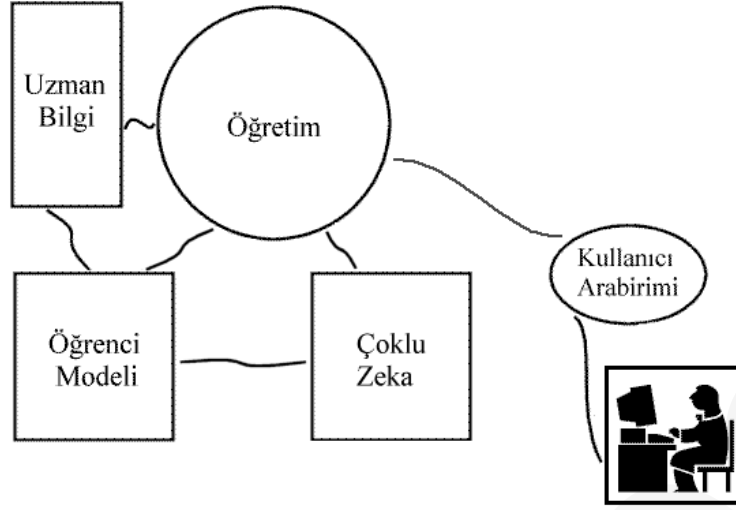 Uzman
Bilgi
Öğretim
Kullanıcı
Arabirimi
Öğrenci
Modeli
Çoklu
Zeka